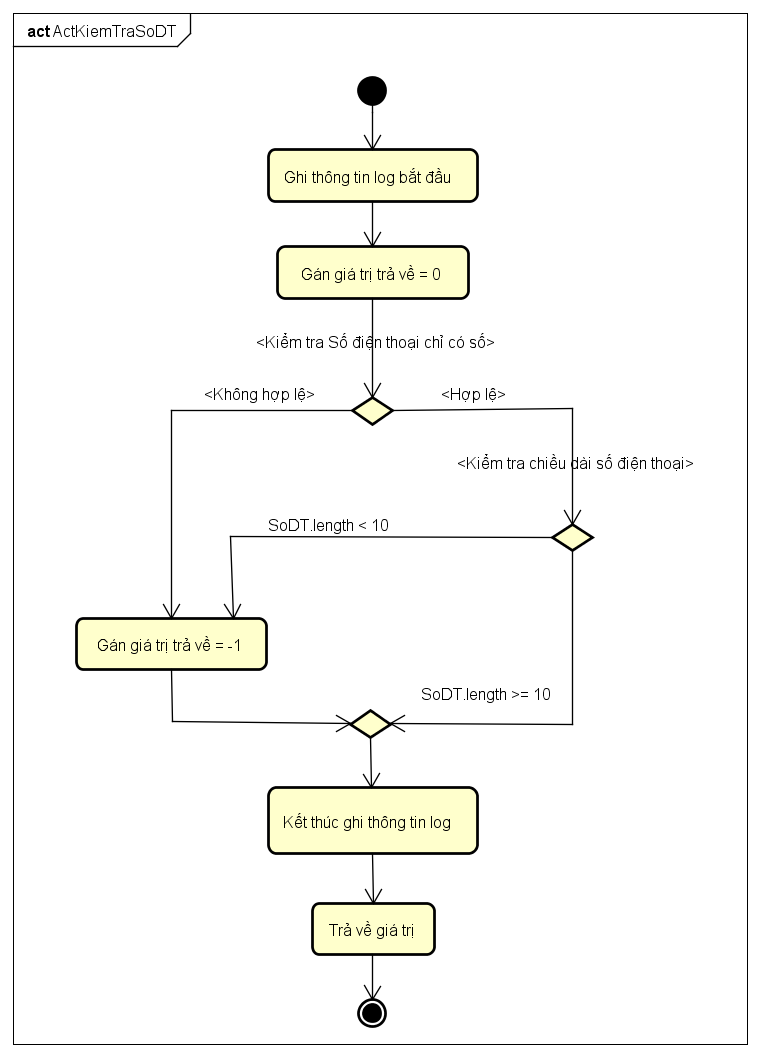 act ActKiemTraSoDT
Ghi thông tin log bắt đầu
Gán giá trị trả về = 0
<Kiểm tra Số điện thoại chỉ có số>
<Không hợp lệ>
<Hợp lệ>
<Kiểm tra chiều dài số điện thoại>
SoDT.length < 10
Gán giá trị trả về = -1
SoDT.length >= 10
Kết thúc ghi thông tin log
Trả về giá trị